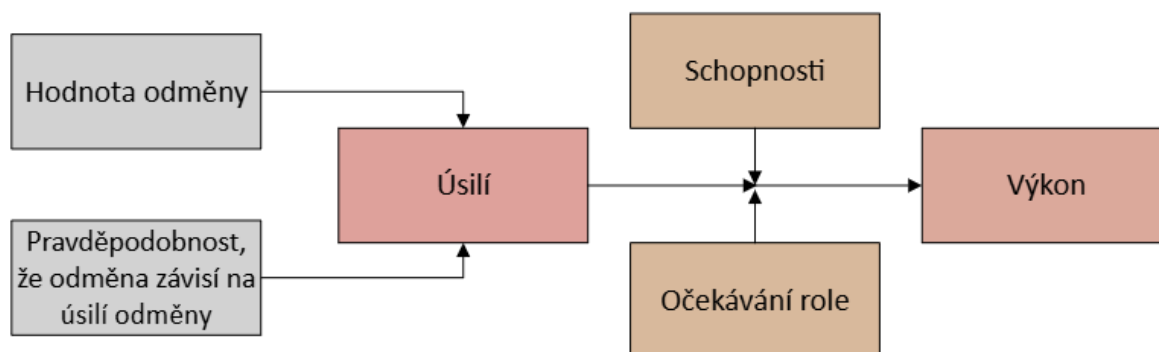 Hodnota odměny
Pravděpodobnost,
že odměna závisí na
úsilí odměny
Úsilí
Schopnosti
Očekávání role
Výkon